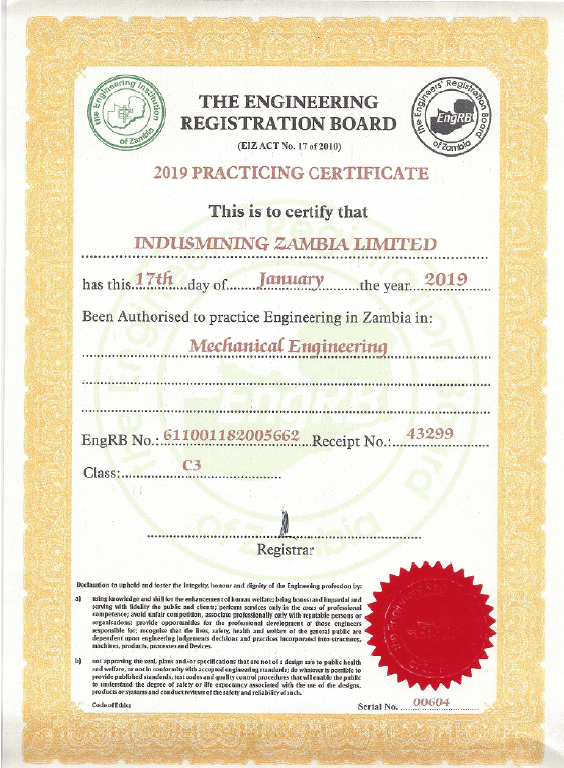 the Engineering Institution of Zambia
the Engineers' Registration Board of Zambia
EngRB
THE ENGINEERING
REGISTRATION BOARD
(EIZ ACT No. 17 of 2010)
2019 PRACTICING CERTIFICATE
This is to certify that
INDUSMINING ZAMBIA LIMITED
has this 17th day of January the year 2019
Been Authorised to practice Engineering in Zambia in:
Mechanical Engineering
EngRB No.: 611001182005662 Receipt No.: 43299
Class: C3
Registrar
Declaration to uphold and foster the integrity, honour and dignity of the Engineering profession by:
a) using knowledge and skill for the enhancement of human welfare; being honest and impartial and
serving with fidelity the public and clients; perform services only in the areas of professional
competence; avoid unfair competition, associate professionally only with reputable persons or
organisations; provide opportunities for the professional development of those engineers
responsible for; recognise that the lives, safety, health and welfare of the general public are
dependent upon engineering judgements decisions and practices incorporated into structures,
machines, products, processes and Devices.
b) not approving the seal, plans and/or specifications that are not of a design safe to public health
and welfare, or not in conformity with accepted engineering standards; do whatever is possible to
provide published standards, test codes and quality control procedures that will enable the public
to understand the degree of safety or life expectancy associated with the use of the designs,
products or systems and conduct reviews of the safety and reliability of such.
Code of Ethics
Serial No. 00604